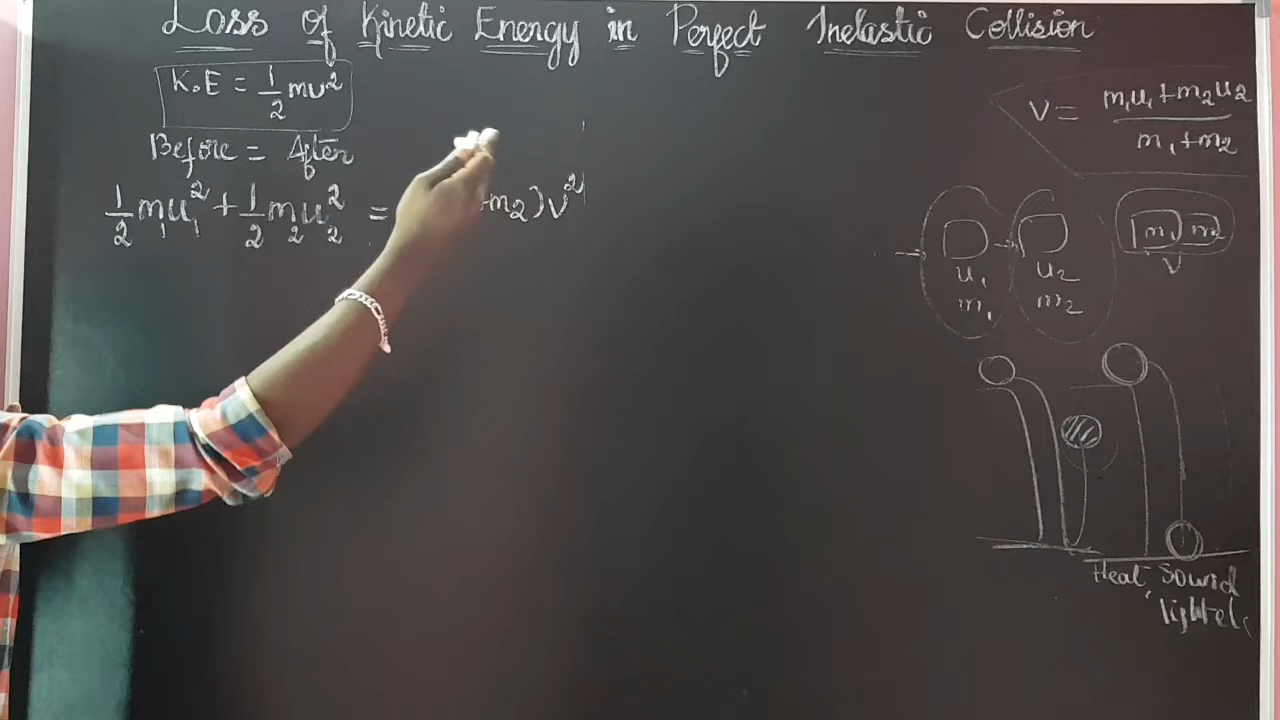 Loss of Kinetic Energy in Perfect Inelastic Collision
K.E = 1/2 mv²
Before = After
1/2 m₁u₁² + 1/2 m₂u₂² = +m₂)v²
V = m₁u₁+m₂u₂ / m₁+m₂
u₁ u₂ m₁ m₂
m₁ m₂ V
Heat, Sound
light etc